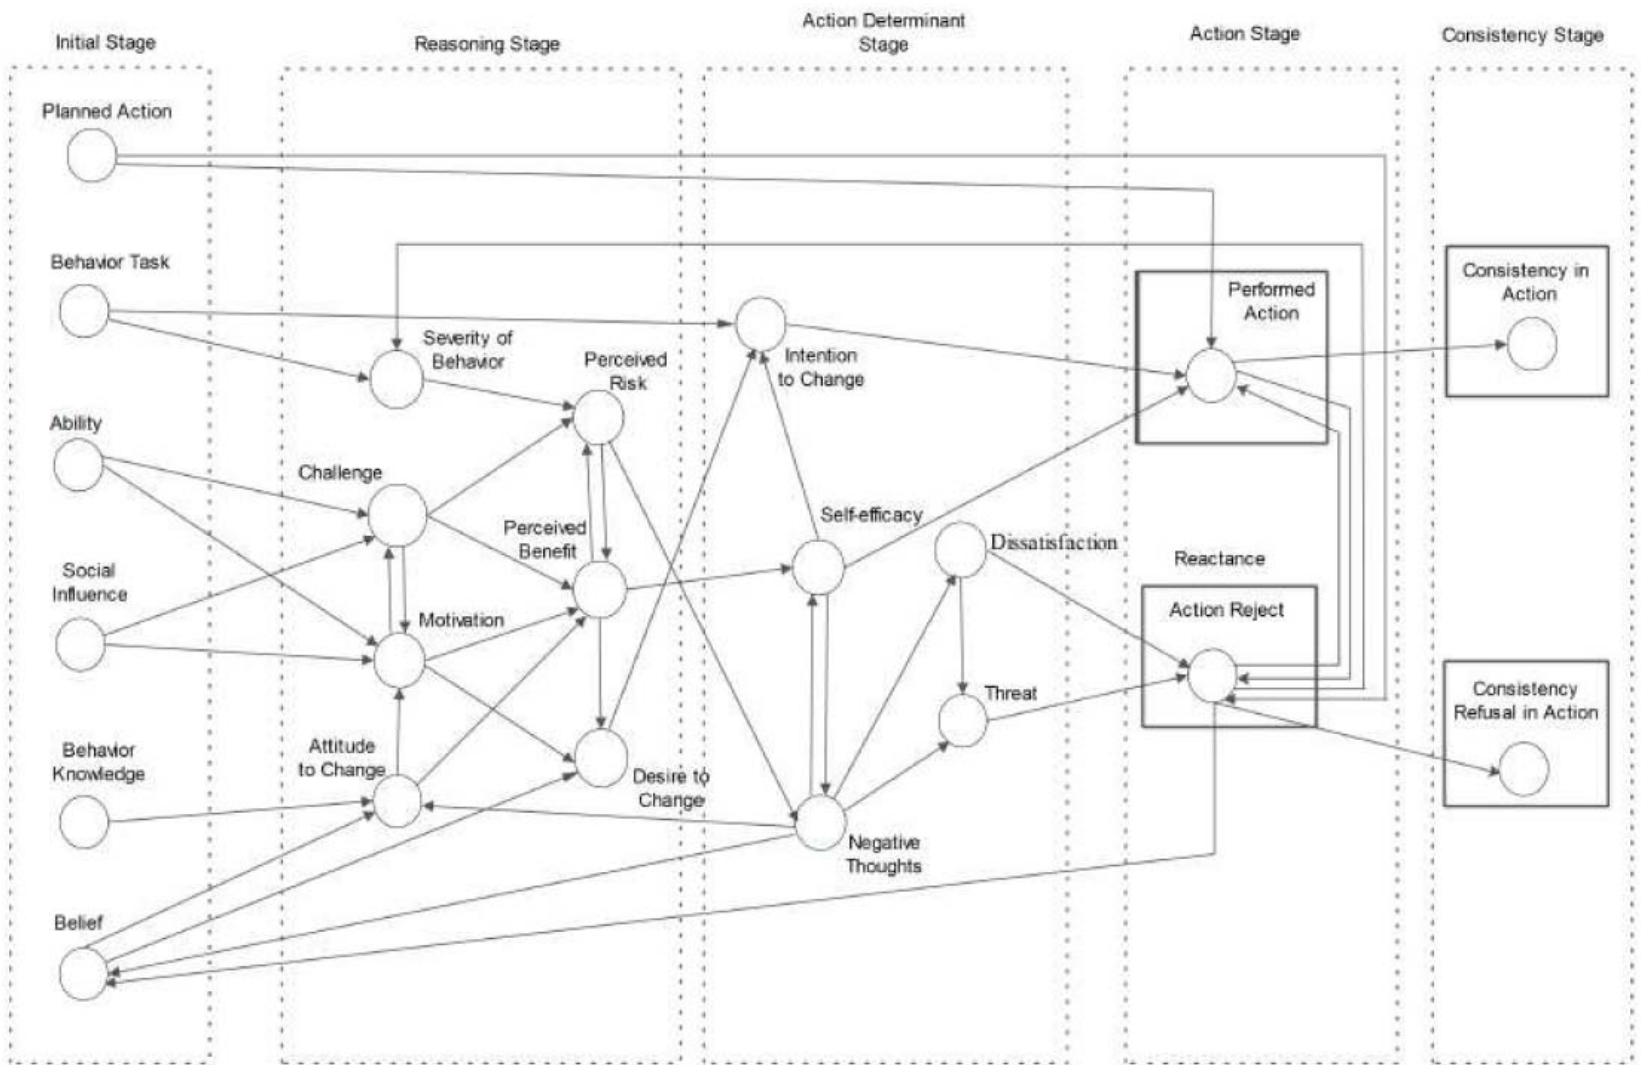 Initial Stage
Reasoning Stage
Action Determinant
Stage
Action Stage
Consistency Stage
Planned Action
Behavior Task
Ability
Social
Influence
Behavior
Knowledge
Belief
Severity of
Behavior
Perceived
Risk
Challenge
Perceived
Benefit
Motivation
Attitude
to Change
Desire to
Change
Intention
to Change
Self-efficacy
Dissatisfaction
Threat
Negative
Thoughts
Performed
Action
Reactance
Action Reject
Consistency in
Action
Consistency
Refusal in Action